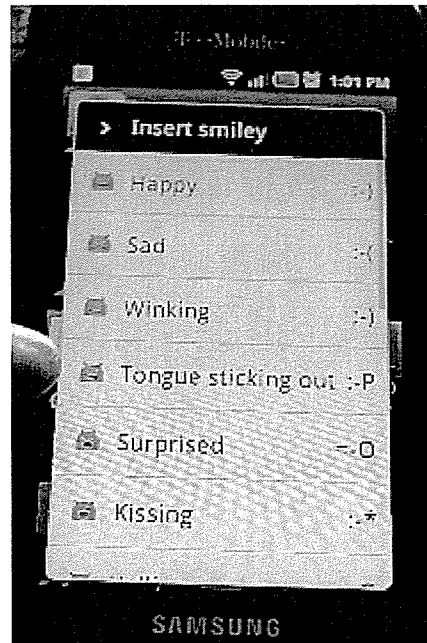 T-Mobile
1:01 PM
Insert smiley
Happy :-)
Sad :-(
Winking ;-)
Tongue sticking out :-P
Surprised =-O
Kissing :-*
SAMSUNG